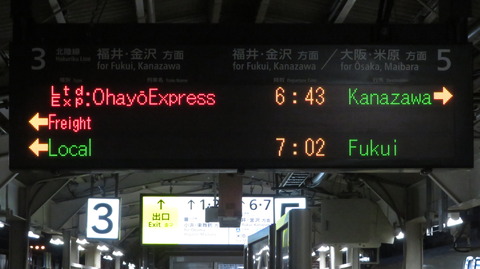 3 北陸線 福井・金沢 方面 福井・金沢 方面 / 大阪・米原 方面 5
Hokuriku Line for Fukui, Kanazawa for Fukui, Kanazawa for Osaka, Maibara
Ltd. Exp.:OhayōExpress 6:43 Kanazawa→
←Freight
←Local 7:02 Fukui
3 ↑ 出口 Exit ↑ ↑ 6·7